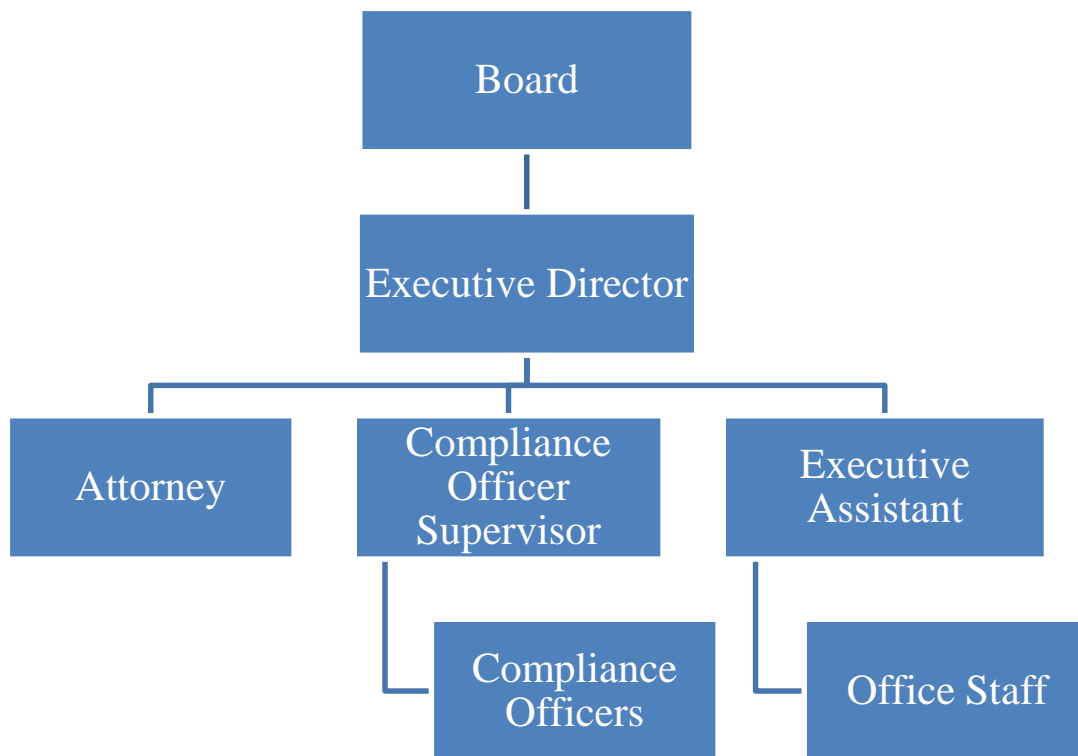 Board
Executive Director
Attorney
Compliance
Officer
Supervisor
Executive
Assistant
Compliance
Officers
Office Staff